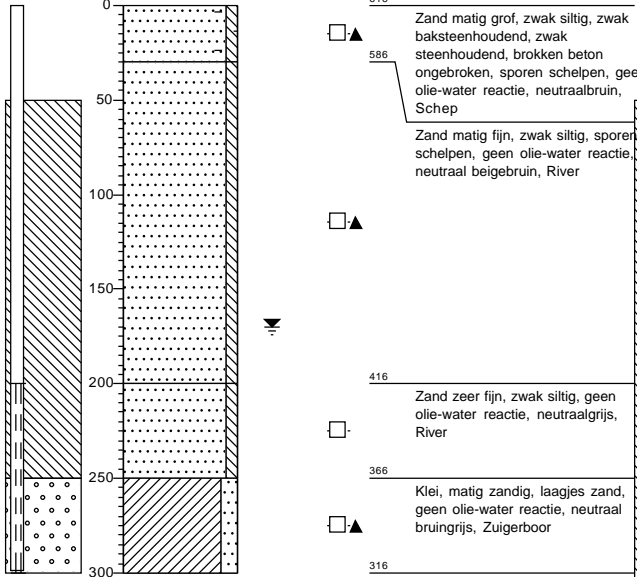 0
50
100
150
200
250
300
Zand matig grof, zwak siltig, zwak
baksteenhoudend, zwak
steenhoudend, brokken beton
ongebroken, sporen schelpen, gee
olie-water reactie, neutraalbruin,
Schep
586
Zand matig fijn, zwak siltig, sporen
schelpen, geen olie-water reactie,
neutraal beigebruin, River
416
Zand zeer fijn, zwak siltig, geen
olie-water reactie, neutraalgrijs,
River
366
Klei, matig zandig, laagjes zand,
geen olie-water reactie, neutraal
bruingrijs, Zuigerboor
316